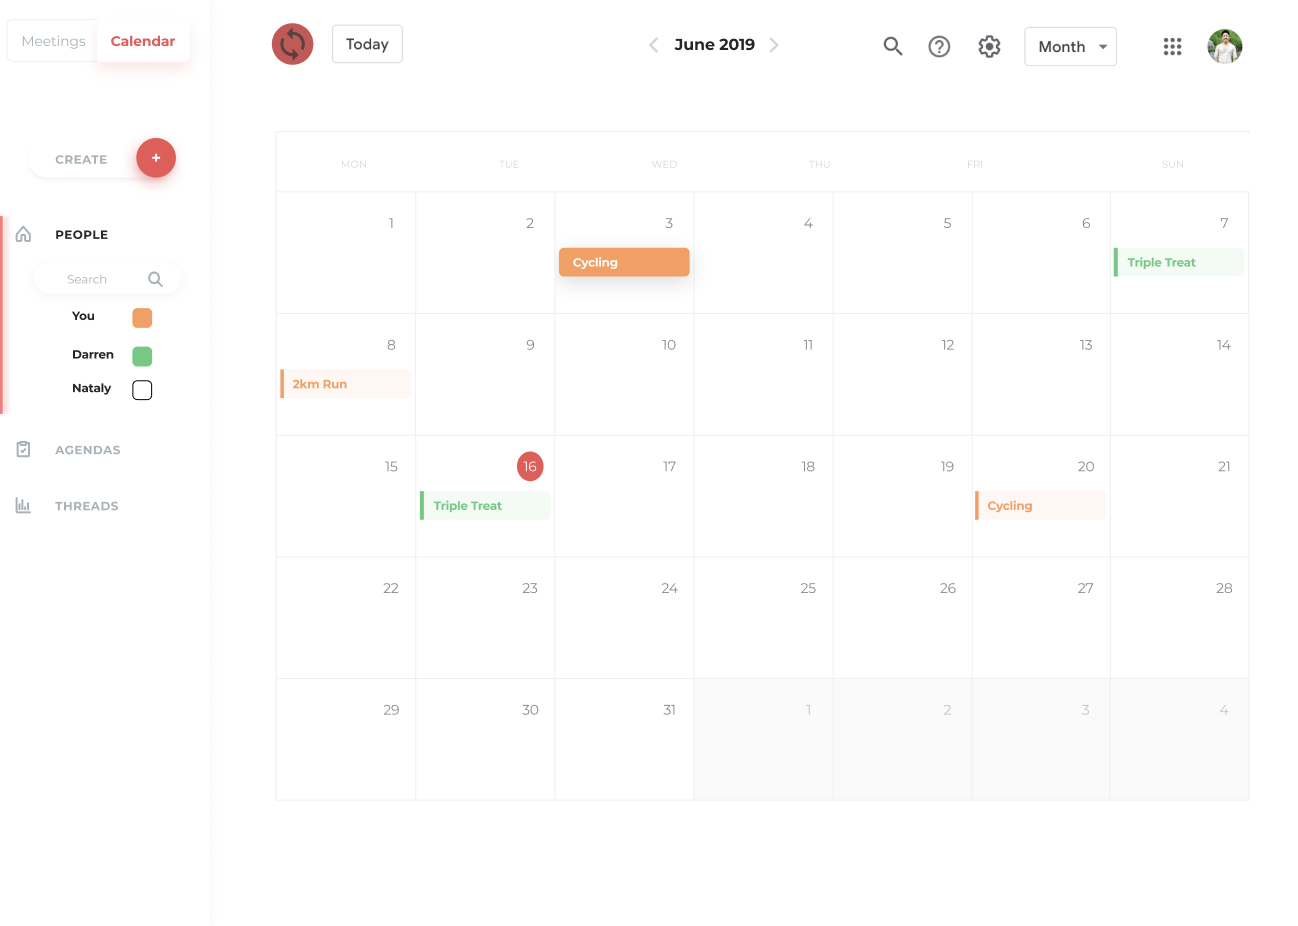 Meetings
Calendar
Today
June 2019
Month
CREATE
+
PEOPLE
Search
You
Darren
Nataly
AGENDAS
THREADS
MON TUE WED THU FRI SUN
1 2 3 4 5 6 7
Cycling Triple Treat
8 9 10 11 12 13 14
2km Run
15 16 17 18 19 20 21
Triple Treat Cycling
22 23 24 25 26 27 28
29 30 31 1 2 3 4